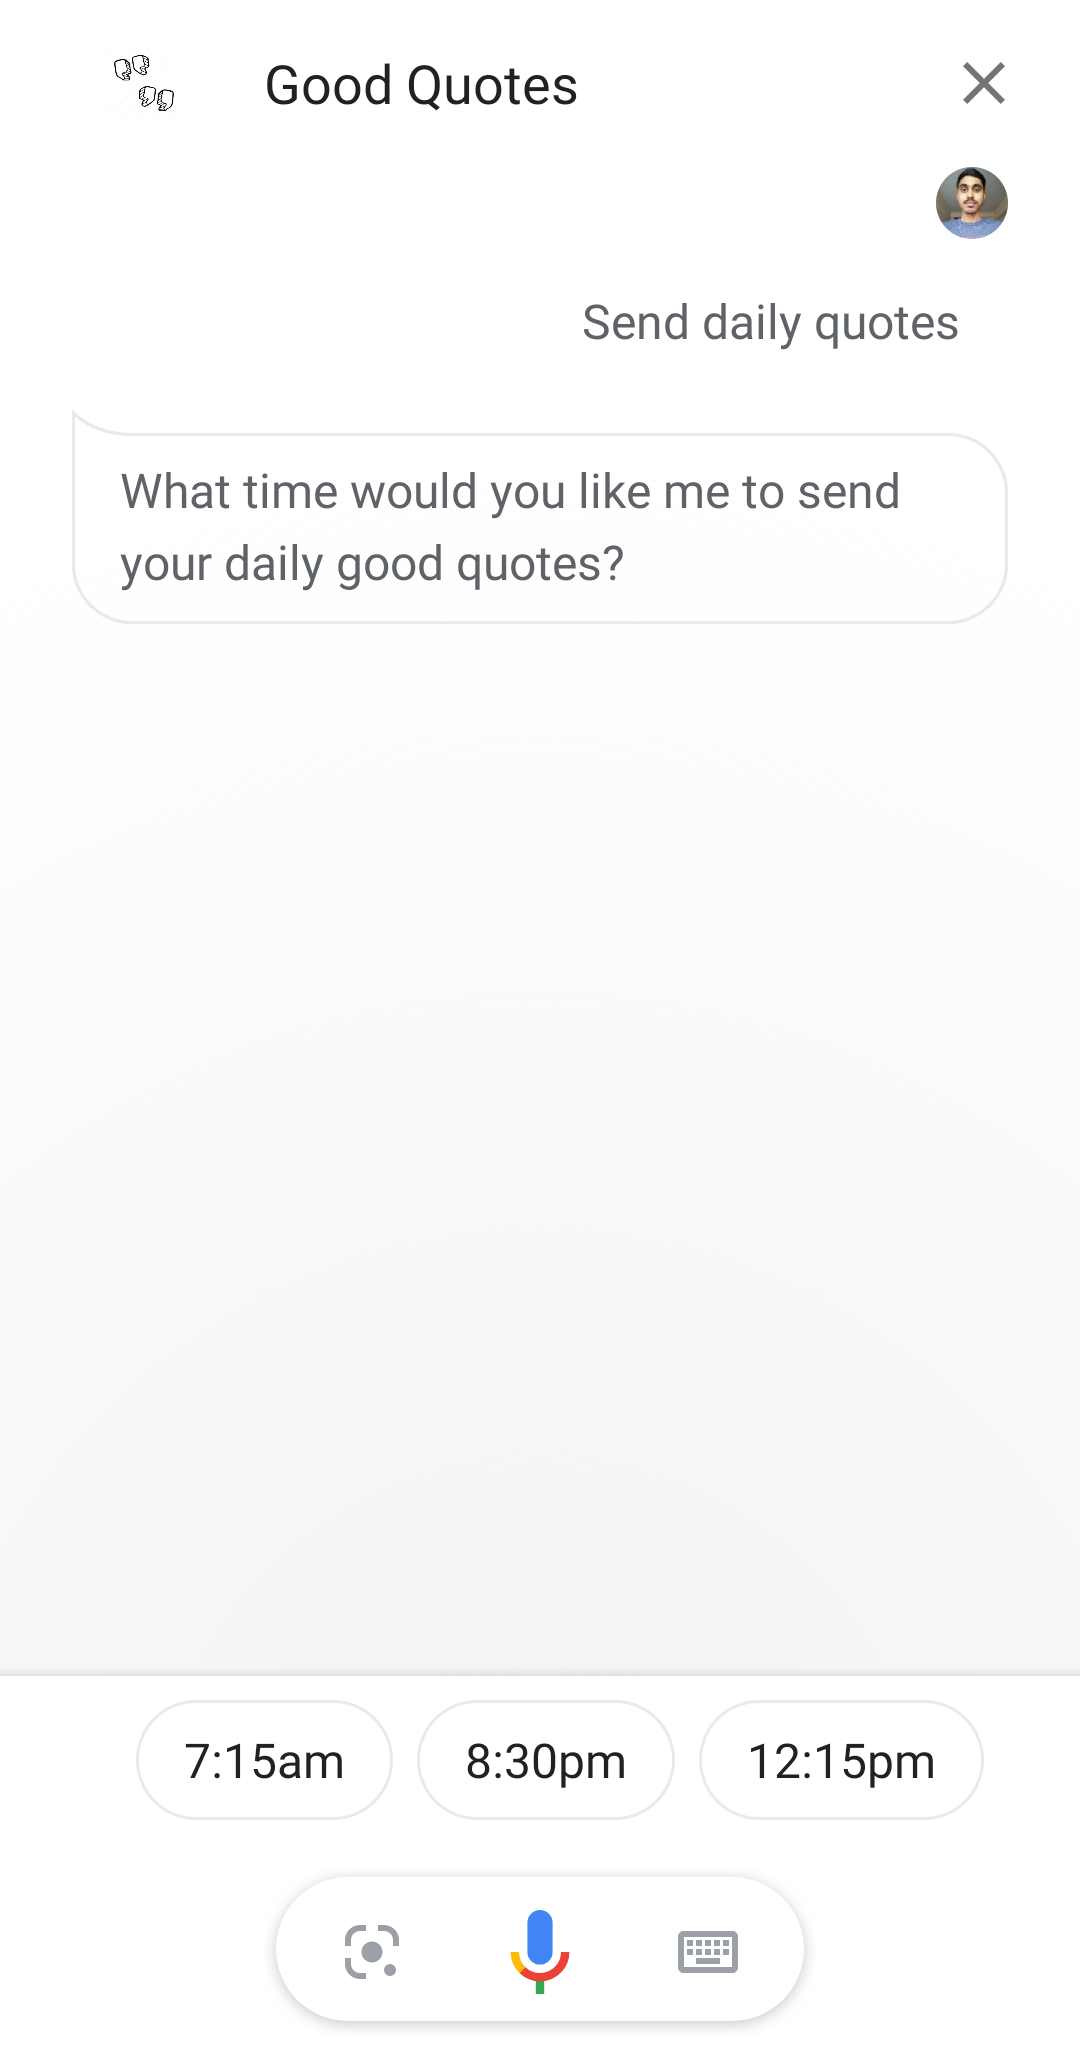 Good Quotes
Send daily quotes
What time would you like me to send
your daily good quotes?
7:15am
8:30pm
12:15pm